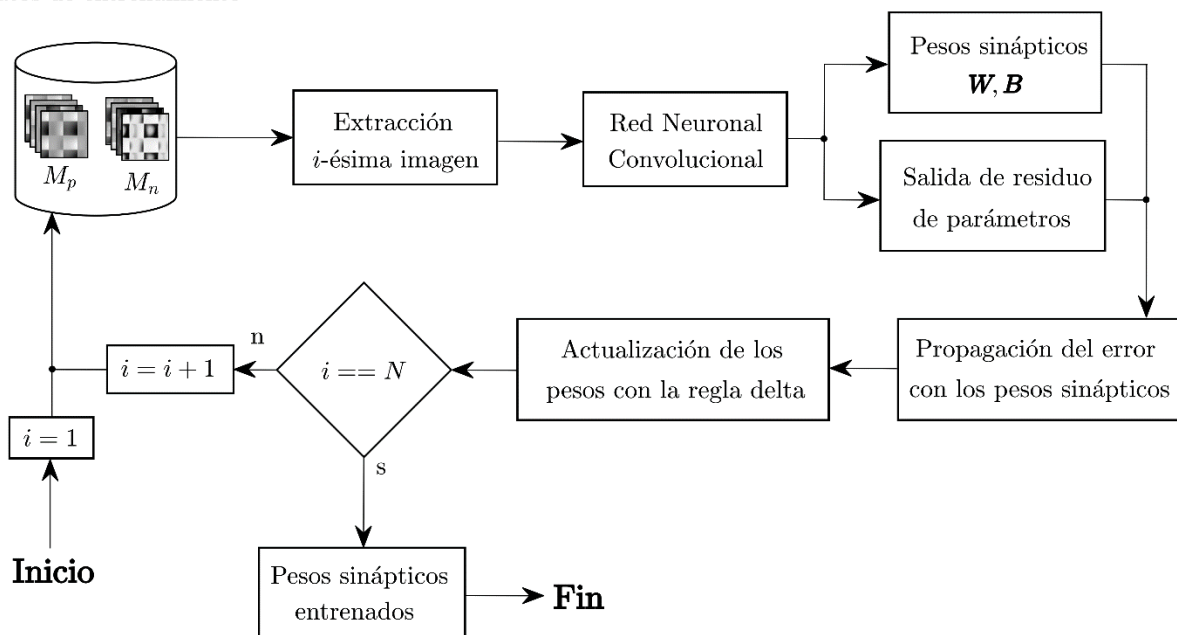 M_p
M_n
Extracción
i-ésima imagen
Red Neuronal
Convolucional
Pesos sinápticos
W, B
Salida de residuo
de parámetros
Propagación del error
con los pesos sinápticos
Actualización de los
pesos con la regla delta
i == N
n
s
i = i + 1
i = 1
Inicio
Pesos sinápticos
entrenados
Fin